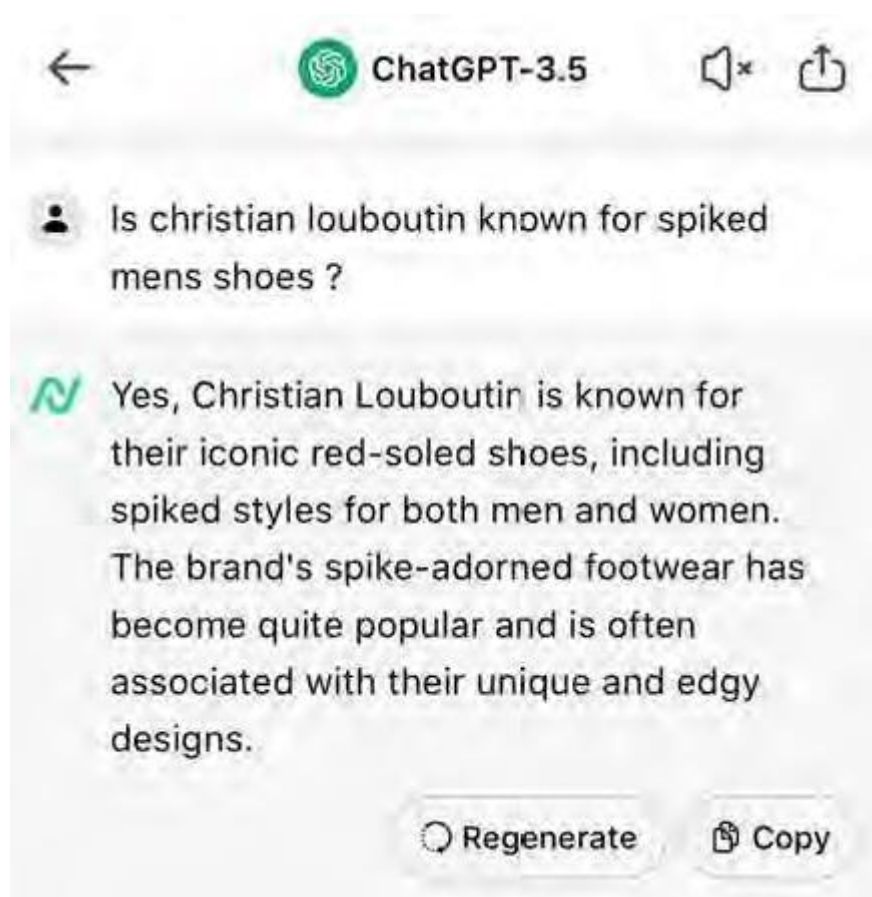 ChatGPT-3.5
Is christian louboutin known for spiked
mens shoes ?
Yes, Christian Louboutin is known for
their iconic red-soled shoes, including
spiked styles for both men and women.
The brand's spike-adorned footwear has
become quite popular and is often
associated with their unique and edgy
designs.
Regenerate Copy